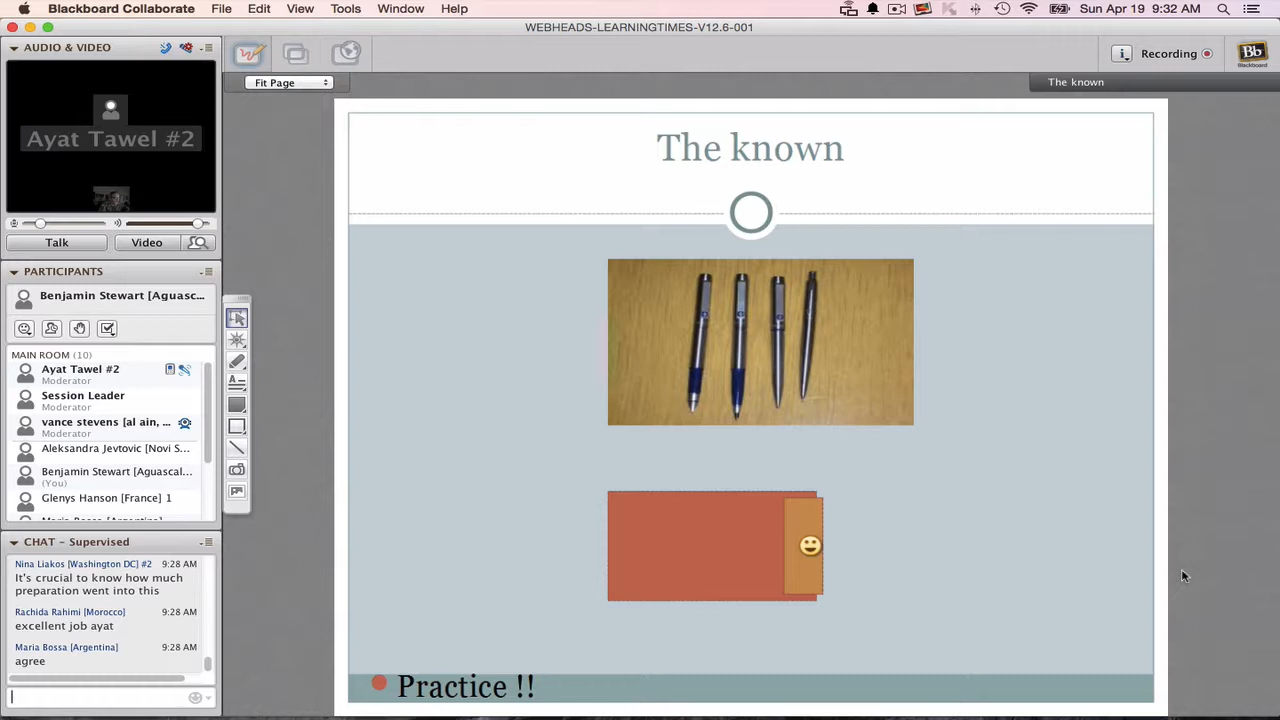 Blackboard Collaborate File Edit View Tools Window Help Sun Apr 19 9:32 AM
WEBHEADS-LEARNINGTIMES-V12.6-001
AUDIO & VIDEO
Ayat Tawel #2
Talk
Video
PARTICIPANTS
Benjamin Stewart [Aguasc...
MAIN ROOM (10)
Ayat Tawel #2
Moderator
Session Leader
Moderator
vance stevens [al ain, ...
Moderator
Aleksandra Jevtovic [Novi S...
Benjamin Stewart [Aguascal...
(You)
Glenys Hanson [France] 1
Maria Bossa [Argentina]
CHAT – Supervised
Nina Liakos [Washington DC] #2 9:28 AM
It's crucial to know how much
preparation went into this
Rachida Rahimi [Morocco] 9:28 AM
excellent job ayat
Maria Bossa [Argentina] 9:28 AM
agree
Fit Page
Recording
Bb
Blackboard
The known
The known
Practice !!